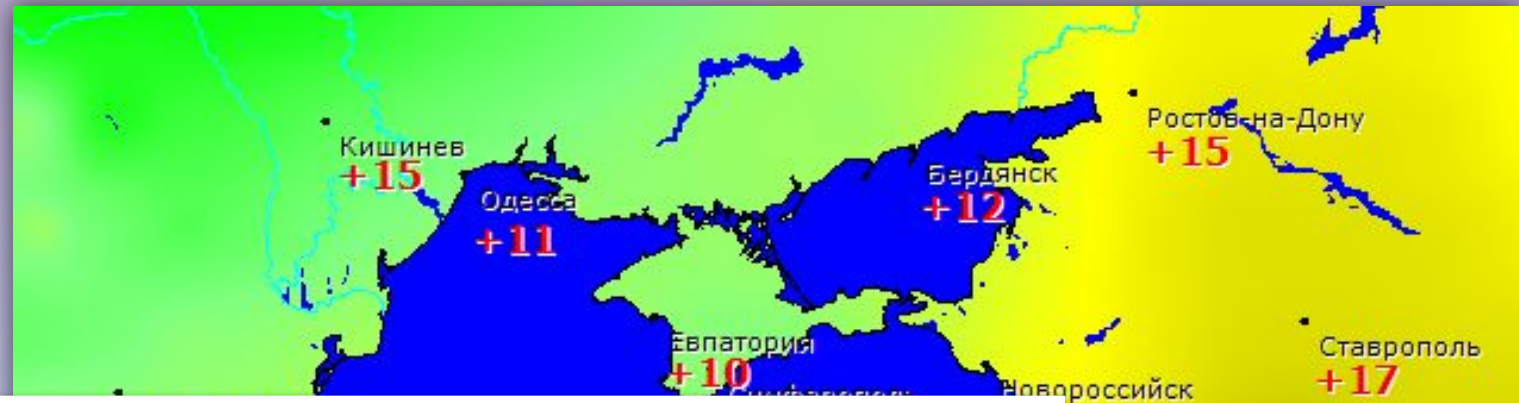 Ростов-на-Дону
+15
Кишинев
+15
Бердянск
+12
Одесса
+11
Евпатория
+10
Ставрополь
+17
Новороссийск